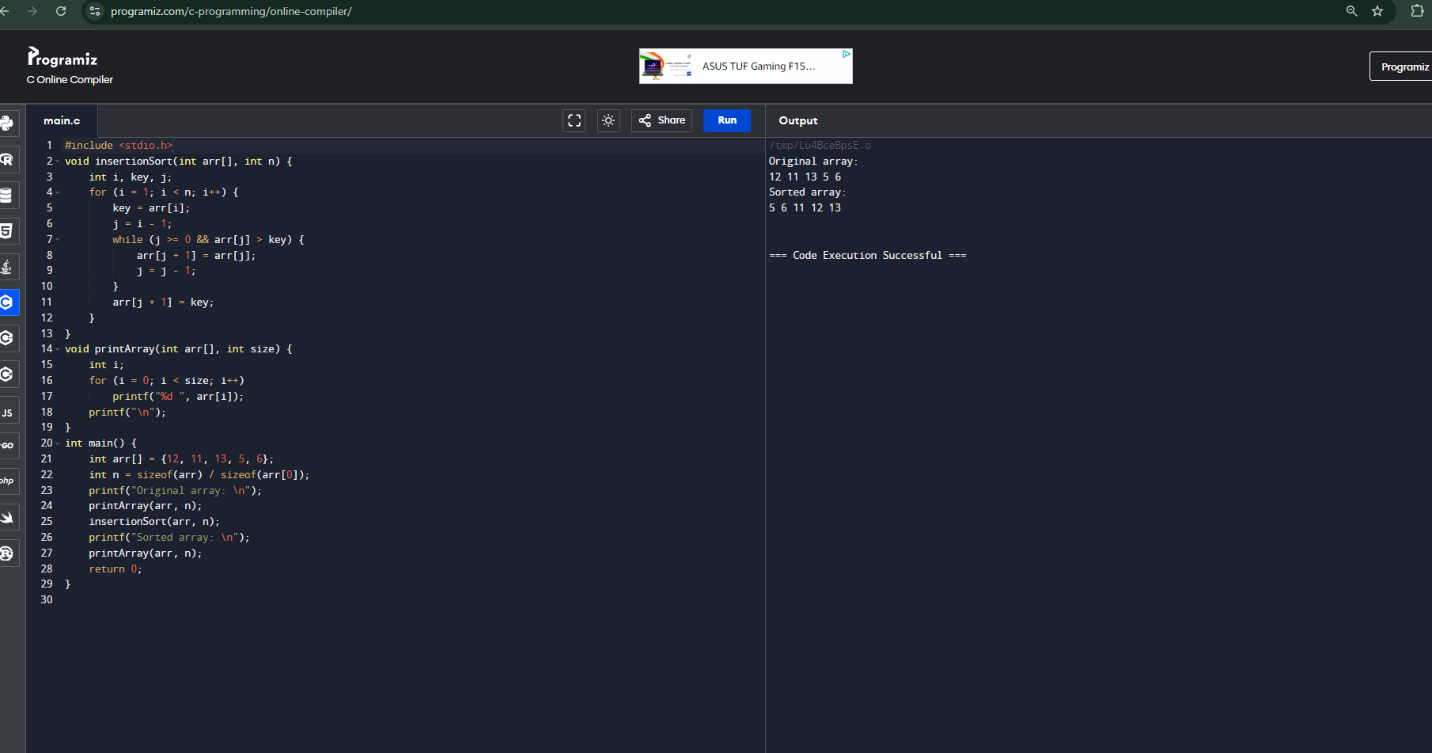 programiz.com/c-programming/online-compiler/
Programiz
C Online Compiler
ASUS TUF Gaming F15...
Programiz
main.c
Share
Run
Output
1 #include <stdio.h>
2 void insertionSort(int arr[], int n) {
3     int i, key, j;
4     for (i = 1; i < n; i++) {
5         key = arr[i];
6         j = i - 1;
7         while (j >= 0 && arr[j] > key) {
8             arr[j + 1] = arr[j];
9             j = j - 1;
10         }
11         arr[j + 1] = key;
12     }
13 }
14 void printArray(int arr[], int size) {
15     int i;
16     for (i = 0; i < size; i++)
17         printf("%d ", arr[i]);
18     printf("\n");
19 }
20 int main() {
21     int arr[] = {12, 11, 13, 5, 6};
22     int n = sizeof(arr) / sizeof(arr[0]);
23     printf("Original array: \n");
24     printArray(arr, n);
25     insertionSort(arr, n);
26     printf("Sorted array: \n");
27     printArray(arr, n);
28     return 0;
29 }
30
/tmp/Lu4BceBpsE.o
Original array:
12 11 13 5 6
Sorted array:
5 6 11 12 13
=== Code Execution Successful ===
R
5
C
C
C
JS
GO
php
R